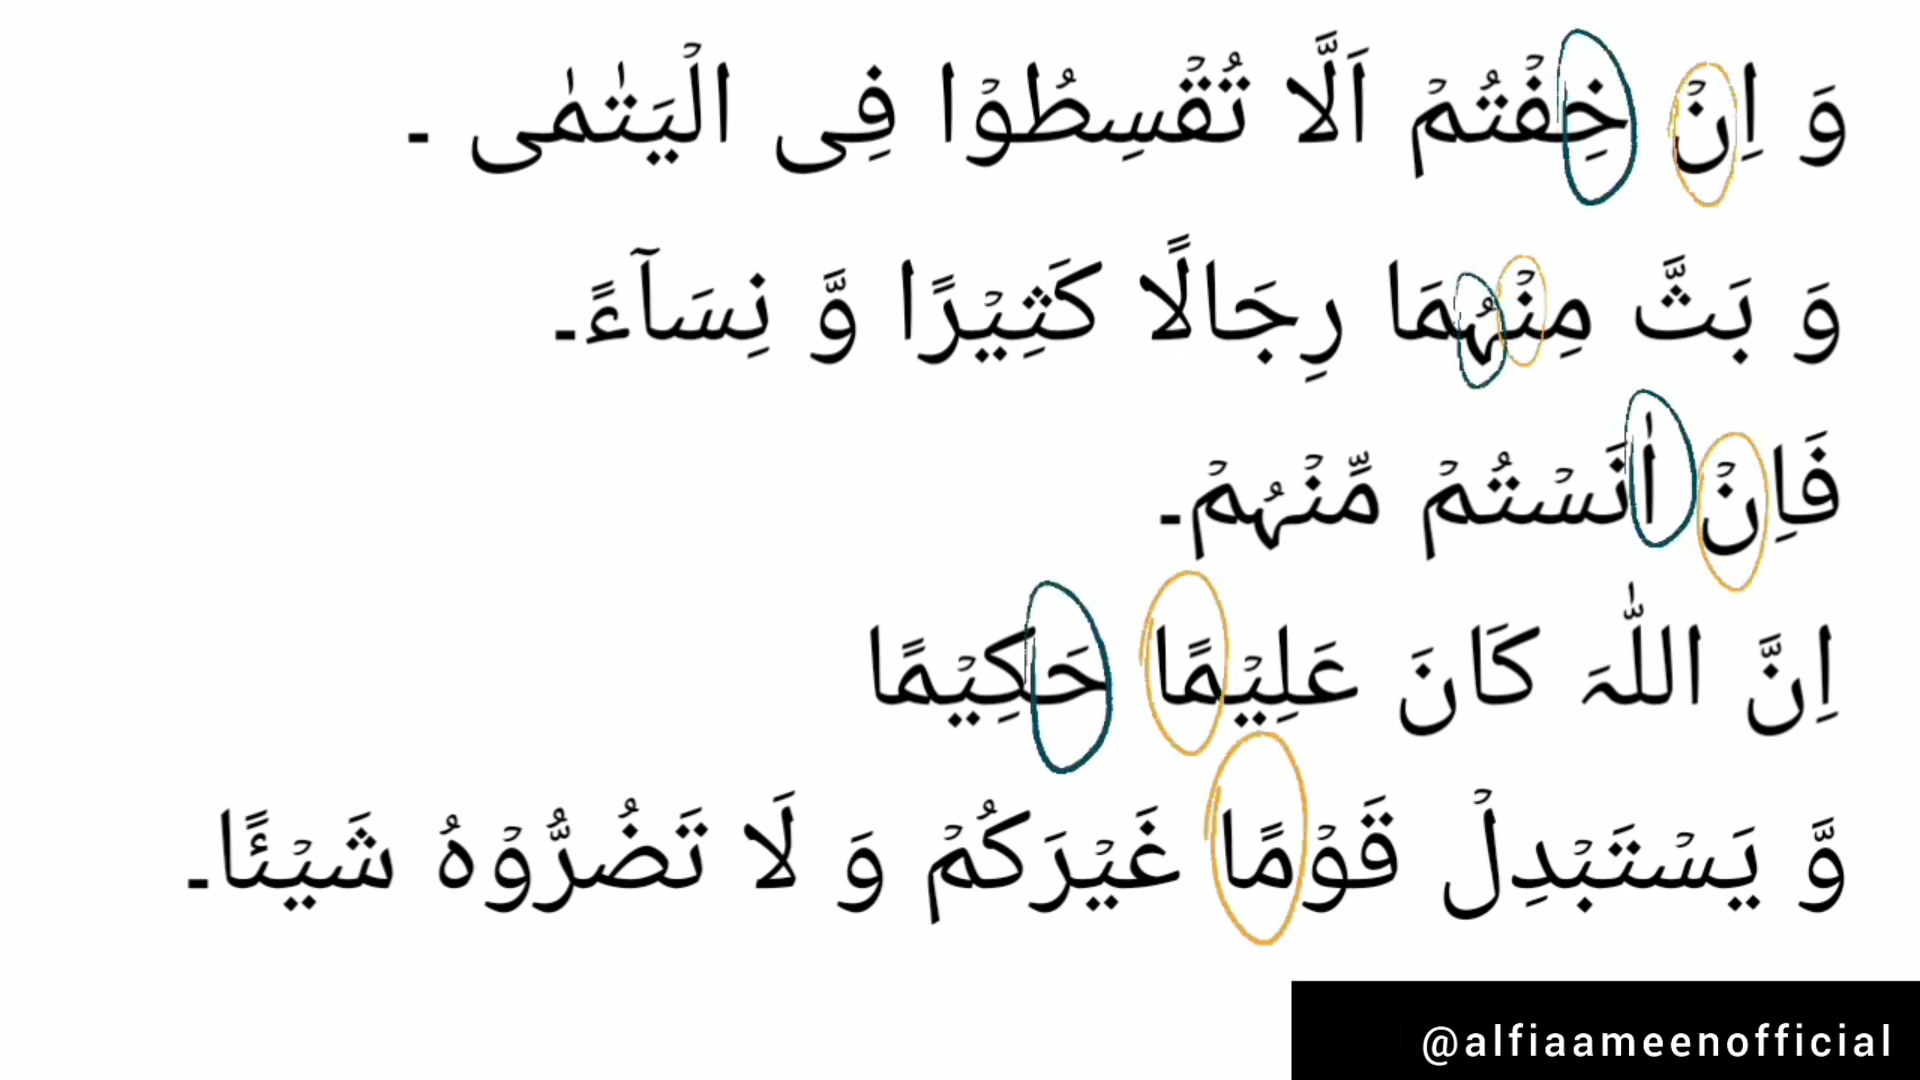 وَ اِنۡ خِفۡتُمۡ اَلَّا تُقۡسِطُوۡا فِی الۡیَتٰمٰی ۔
وَ بَثَّ مِنۡہُمَا رِجَالًا کَثِیۡرًا وَّ نِسَآءً۔
فَاِنۡ اٰنَسۡتُمۡ مِّنۡہُمۡ۔
اِنَّ اللّٰہَ کَانَ عَلِیۡمًا حَکِیۡمًا
وَّ یَسۡتَبۡدِلۡ قَوۡمًا غَیۡرَکُمۡ وَ لَا تَضُرُّوۡہُ شَیۡئًا۔
@alfiaameenofficial